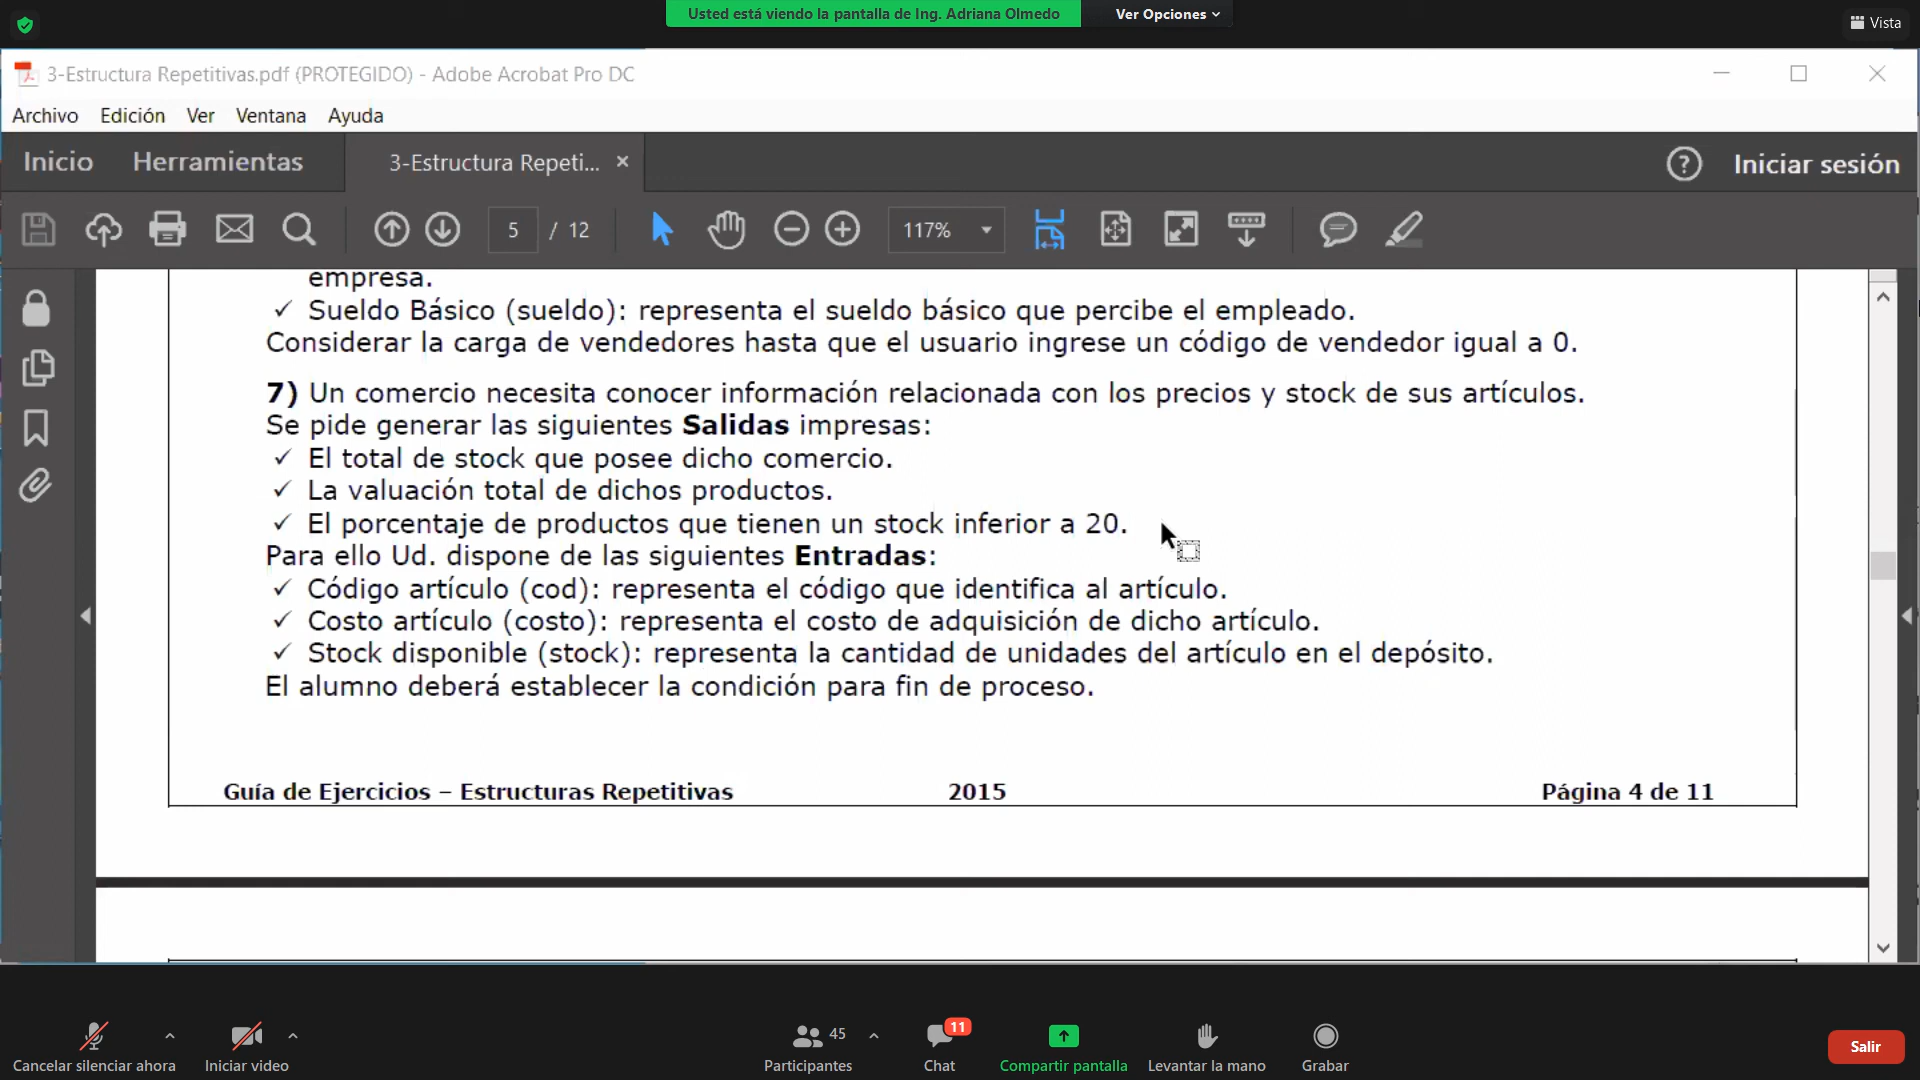 Usted está viendo la pantalla de Ing. Adriana Olmedo
Ver Opciones
Vista
3-Estructura Repetitivas.pdf (PROTEGIDO) - Adobe Acrobat Pro DC
Archivo Edición Ver Ventana Ayuda
Inicio Herramientas 3-Estructura Repeti... × Iniciar sesión
5 / 12 117%
empresa.
✓ Sueldo Básico (sueldo): representa el sueldo básico que percibe el empleado.
Considerar la carga de vendedores hasta que el usuario ingrese un código de vendedor igual a 0.
7) Un comercio necesita conocer información relacionada con los precios y stock de sus artículos.
Se pide generar las siguientes Salidas impresas:
✓ El total de stock que posee dicho comercio.
✓ La valuación total de dichos productos.
✓ El porcentaje de productos que tienen un stock inferior a 20.
Para ello Ud. dispone de las siguientes Entradas:
✓ Código artículo (cod): representa el código que identifica al artículo.
✓ Costo artículo (costo): representa el costo de adquisición de dicho artículo.
✓ Stock disponible (stock): representa la cantidad de unidades del artículo en el depósito.
El alumno deberá establecer la condición para fin de proceso.
Guía de Ejercicios – Estructuras Repetitivas 2015 Página 4 de 11
45 11
Cancelar silenciar ahora Iniciar video Participantes Chat Compartir pantalla Levantar la mano Grabar Salir